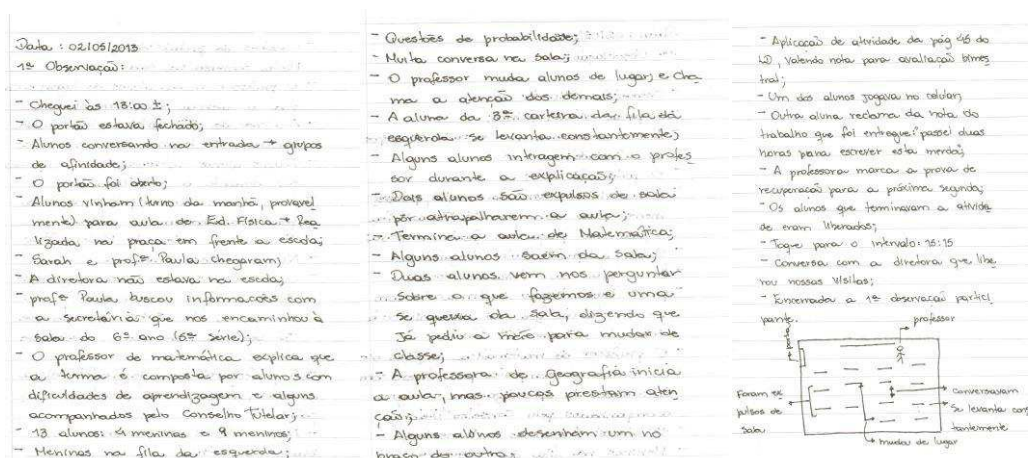 Data: 02/05/2013
1ª Observação:
- Cheguei às 13:00 ±;
- O portão estava fechado;
- Alunos conversando na entrada → grupos
de afinidade;
- O portão foi aberto;
- Alunos vinham (turno da manhã, provavel
mente) para aula de Ed. Física → Rea
lizada na praça em frente a escola;
- Sarah e profª Paula chegaram;
- A diretora não estava na escola;
- profª Paula buscou informações com
a secretária que nos encaminhou à
sala do 6º ano (5ª série);
- O professor de matemática explica que
a turma é composta por alunos com
dificuldades de aprendizagem e alguns
acompanhados pelo Conselho Tutelar;
- 13 alunos: 4 meninas e 9 meninos;
- Meninas na fila da esquerda;
- Questões de probabilidade;
- Muita conversa na sala;
- O professor muda alunos de lugar, e cha
ma a atenção dos demais;
- A aluna da 3ª carteira da fila da
esquerda se levanta constantemente;
- Alguns alunos interagem com o profes
sor durante a explicação;
- Dois alunos são expulsos de sala
por atrapalharem a aula;
- Termina a aula de Matemática;
- Alguns alunos saem da sala;
- Duas alunas vem nos perguntar
sobre o que fazemos e uma
se queixa da sala, dizendo que
já pediu a mãe para mudar de
classe;
- A professora de Geografia inicia
a aula, mas poucos prestam aten
ção;
- Alguns alunos desenham um no
braço do outro;
- Aplicação de atividade da pág 45 do
LD, valendo nota para avaliação bimes
tral;
- Um dos alunos jogava no celular;
- Outra aluna reclama da nota do
trabalho que foi entregue: "passei duas
horas para escrever esta merda;
- A professora marca a prova de
recuperação para a próxima segunda;
- Os alunos que terminavam a ativida
de eram liberados;
- Toque para o intervalo: 15:15
- Conversa com a diretora que libe
rou nossas visitas;
- Encerrada a 1ª observação partici
pante.
porta
professor
Foram ex
pulsos de
sala
conversavam
Se levanta cons
tantemente
mudou de lugar